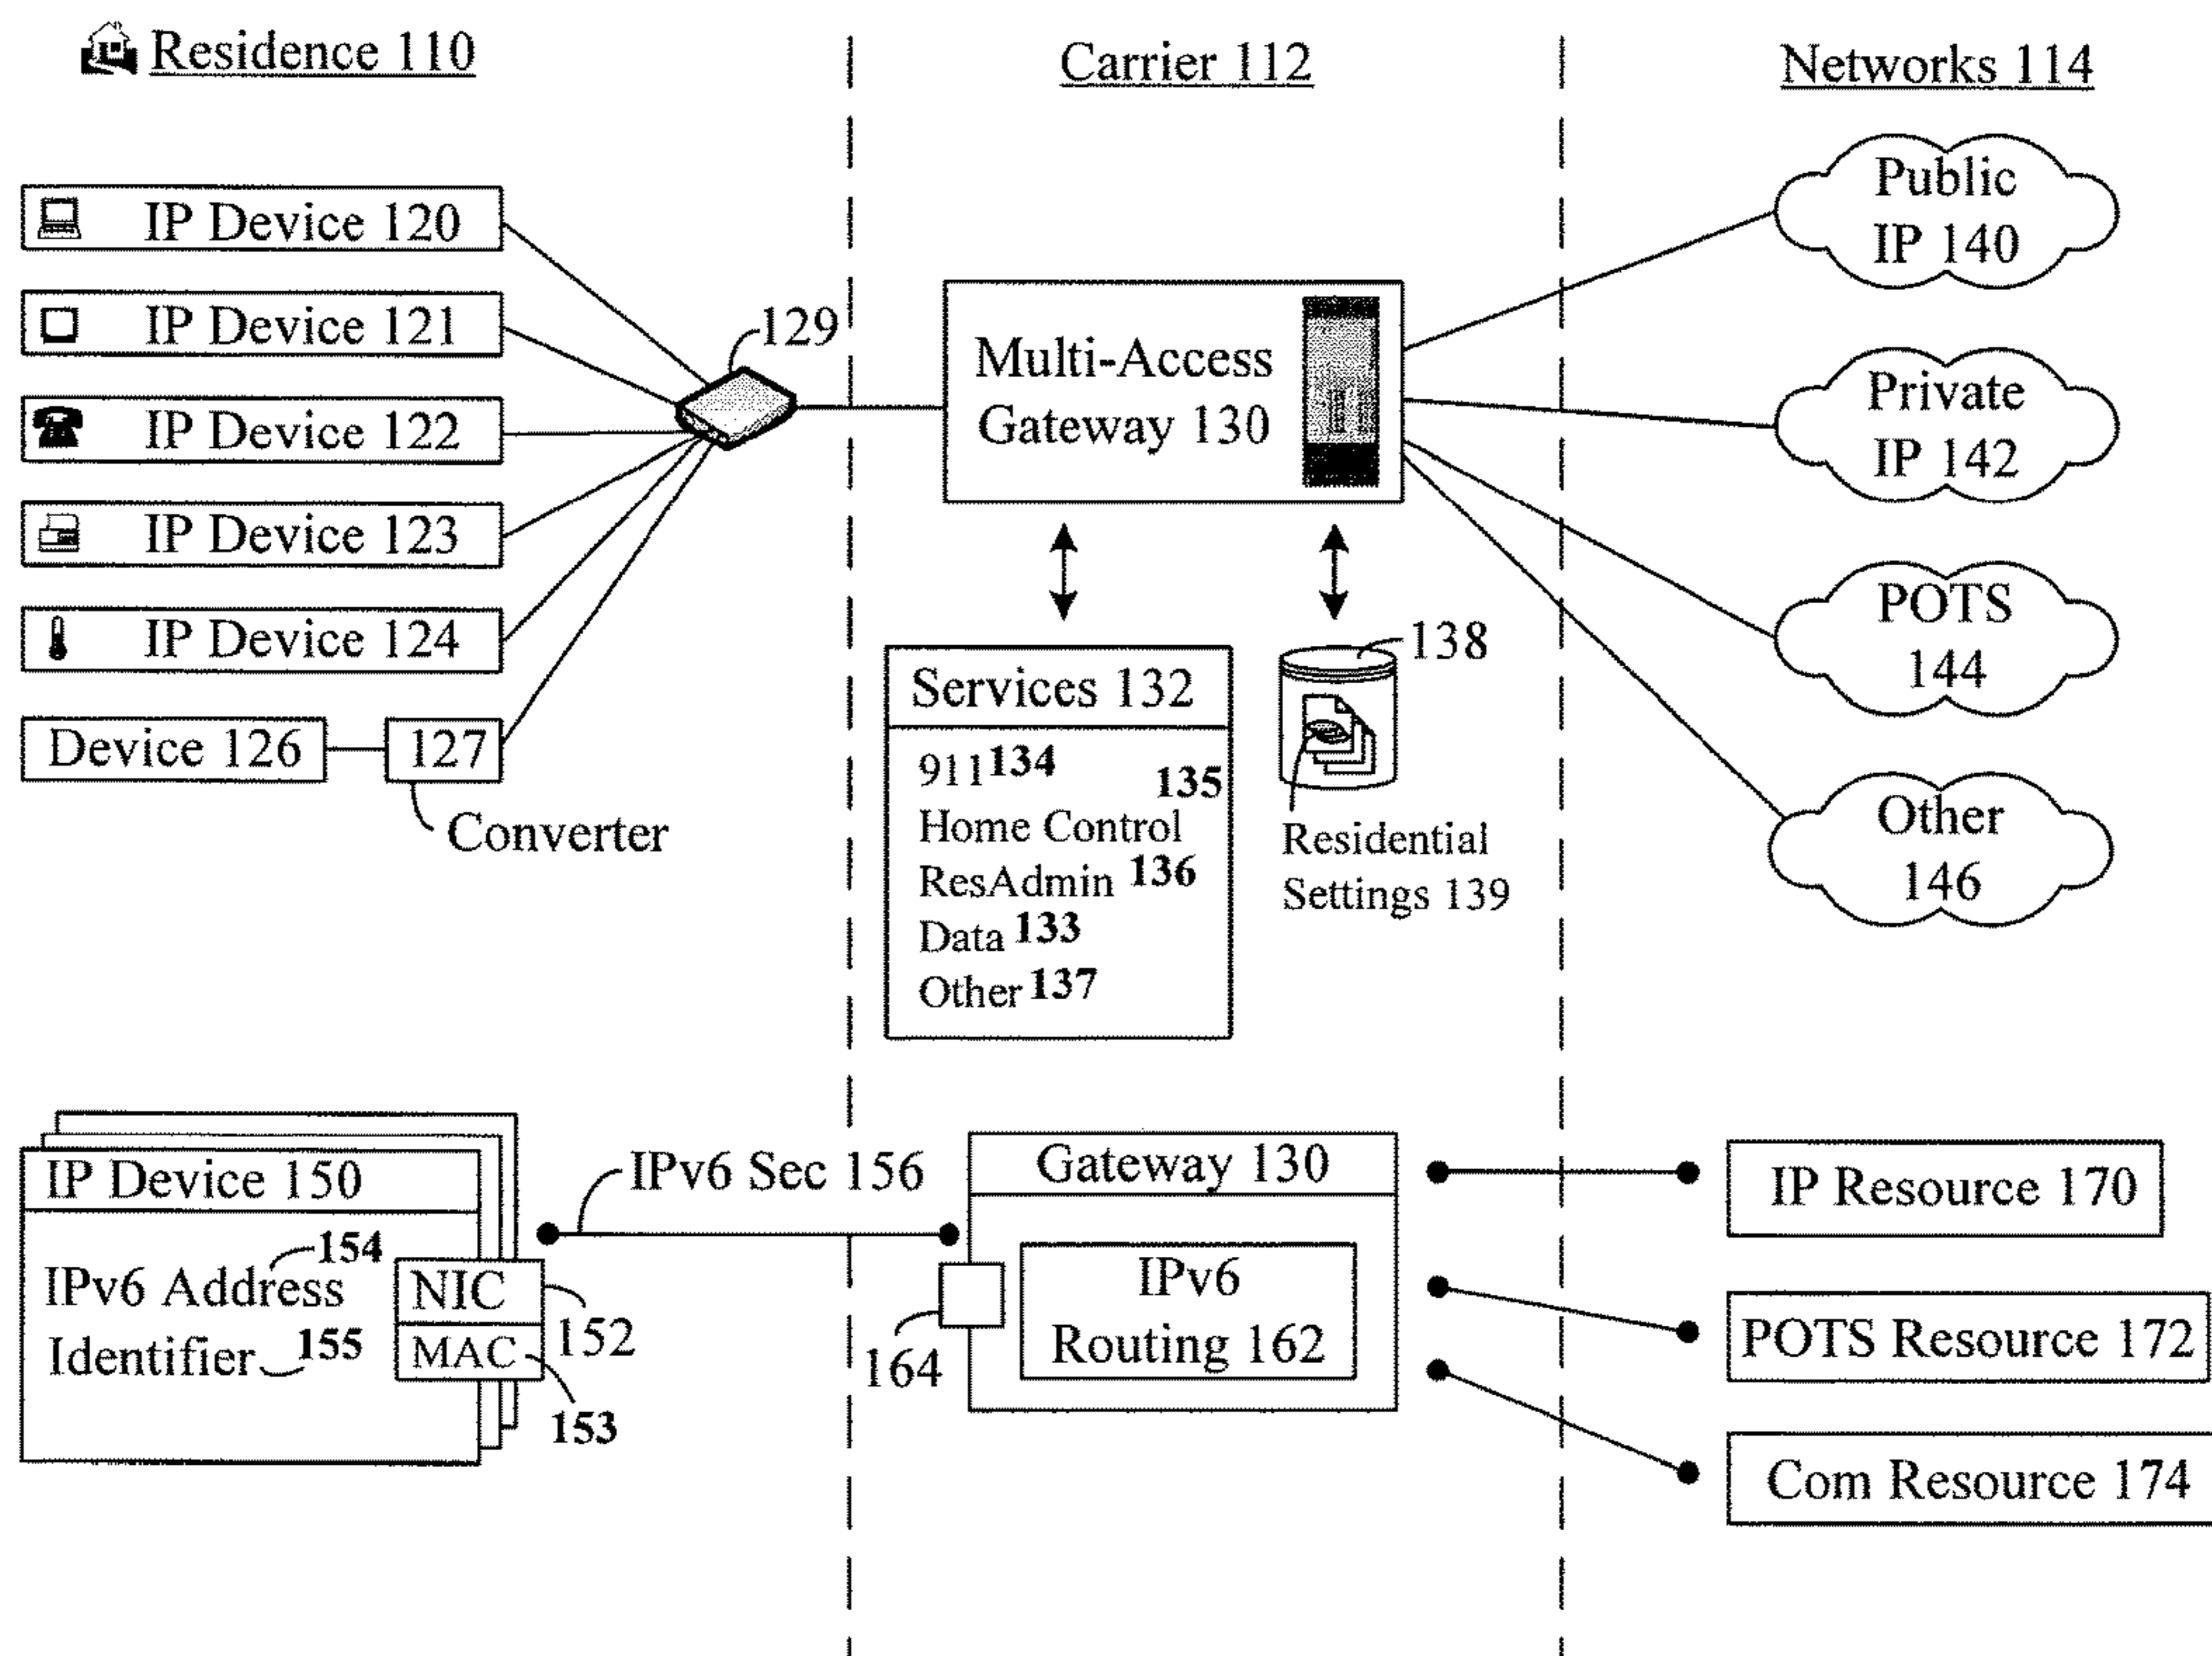 Residence 110
Carrier 112
Networks 114
IP Device 120
IP Device 121
IP Device 122
IP Device 123
IP Device 124
Device 126
127
Converter
129
Multi-Access
Gateway 130
Services 132
911 134
135
Home Control
ResAdmin 136
Data 133
Other 137
138
Residential
Settings 139
Public
IP 140
Private
IP 142
POTS
144
Other
146
IP Device 150
IPv6 Address 154
Identifier 155
NIC
MAC
152
153
IPv6 Sec 156
Gateway 130
IPv6
Routing 162
164
IP Resource 170
POTS Resource 172
Com Resource 174